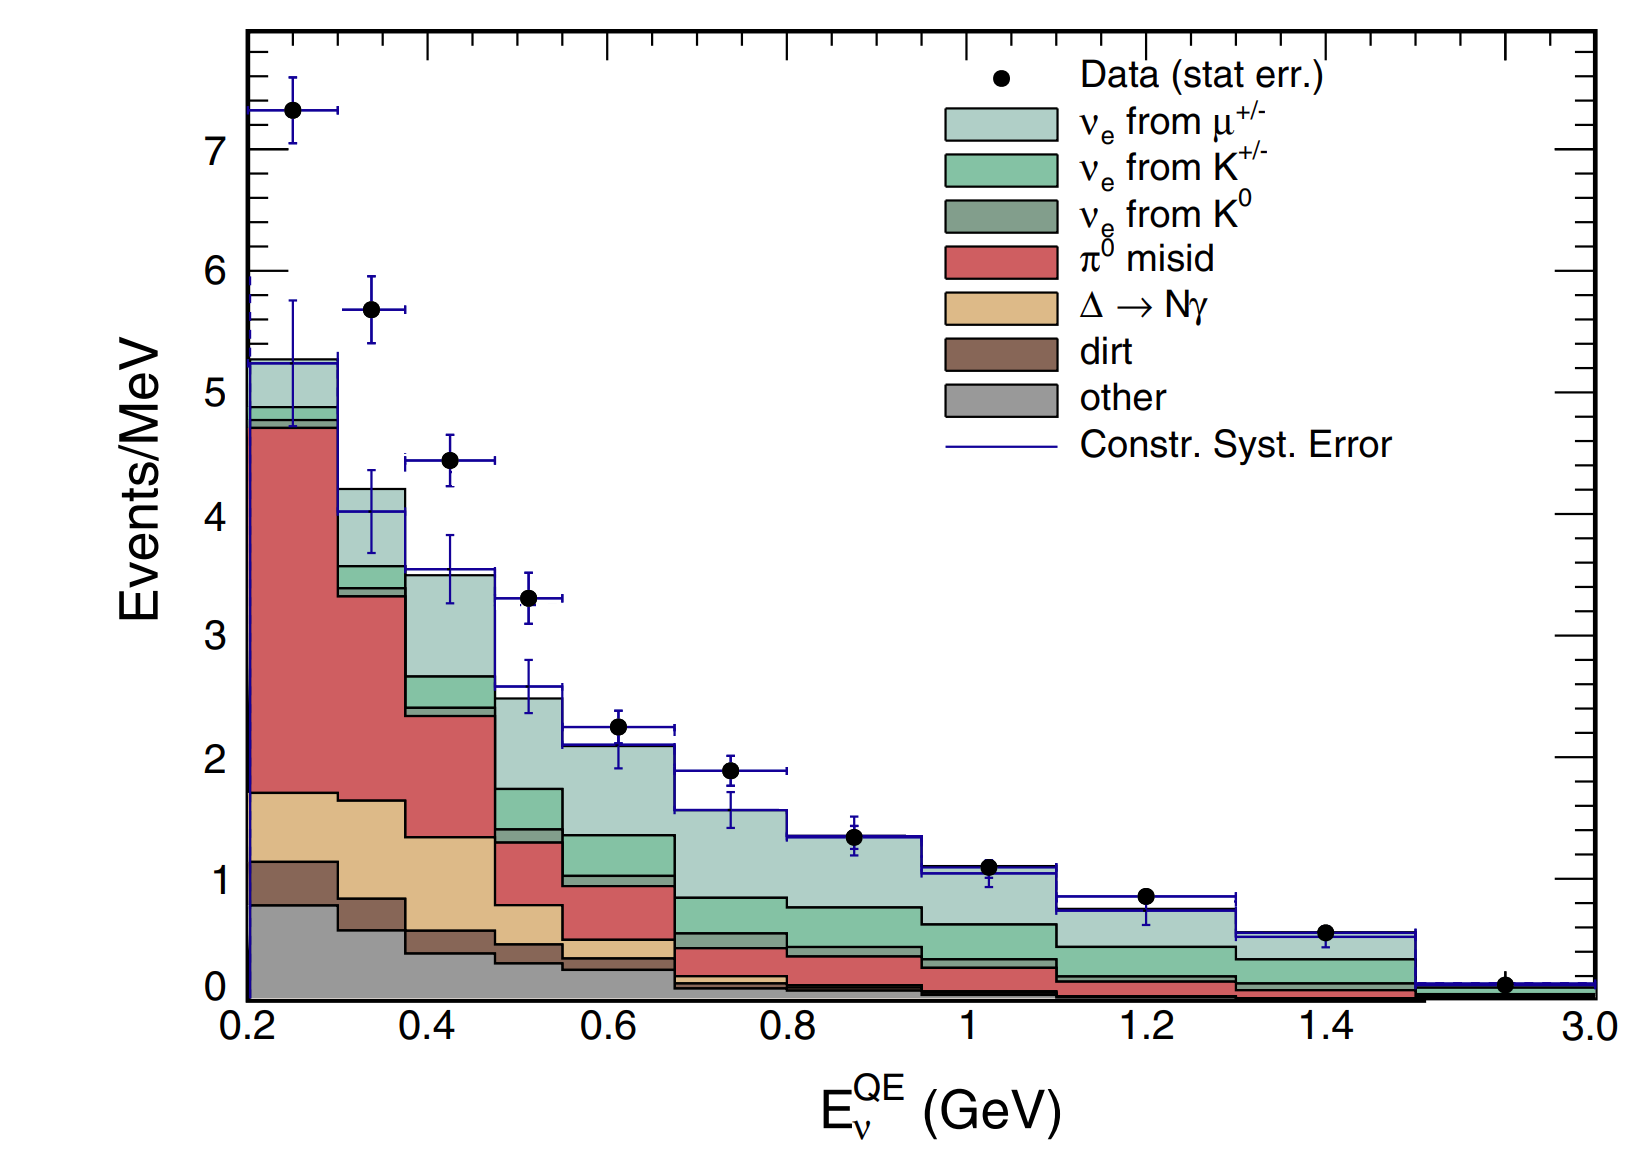 Data (stat err.)
νe from μ+/-
νe from K+/-
νe from K0
π0 misid
Δ → Nγ
dirt
other
Constr. Syst. Error
Events/MeV
7
6
5
4
3
2
1
0
0.2 0.4 0.6 0.8 1 1.2 1.4 3.0
EνQE (GeV)